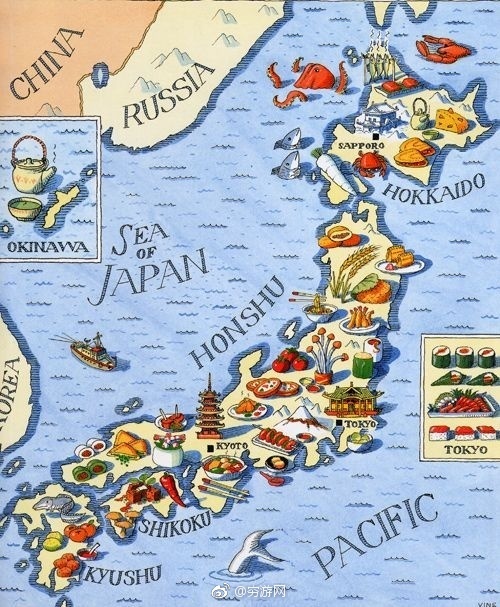 CHINA
RUSSIA
SAPPORO
HOKKAIDO
OKINAWA
SEA
OF
JAPAN
HONSHU
KOREA
TOKYO
TOKYO
KYOTO
SHIKOKU
KYUSHU
PACIFIC
@穷游网